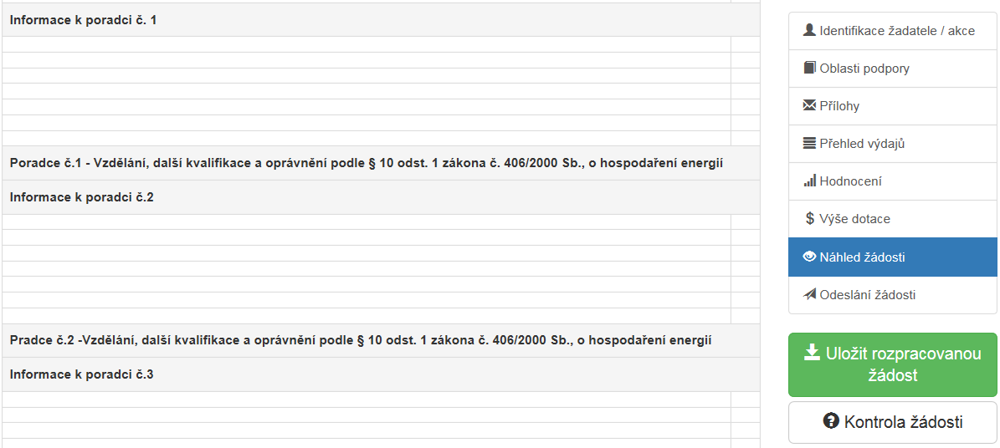 Informace k poradci č. 1
Poradce č.1 - Vzdělání, další kvalifikace a oprávnění podle § 10 odst. 1 zákona č. 406/2000 Sb., o hospodaření energií
Informace k poradci č.2
Pradce č.2 -Vzdělání, další kvalifikace a oprávnění podle § 10 odst. 1 zákona č. 406/2000 Sb., o hospodaření energií
Informace k poradci č.3
Identifikace žadatele / akce
Oblasti podpory
Přílohy
Přehled výdajů
Hodnocení
$ Výše dotace
Náhled žádosti
Odeslání žádosti
Uložit rozpracovanou
žádost
? Kontrola žádosti